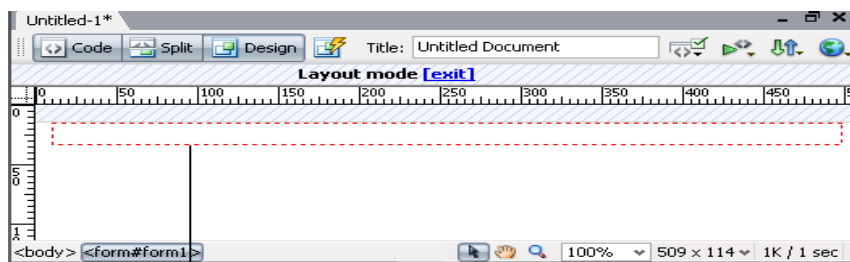 Untitled-1*
Code Split Design Title: Untitled Document
Layout mode [exit]
0 50 100 150 200 250 300 350 400 450 5
0
50
1
<body> <form#form1> 100% 509 x 114 1K / 1 sec